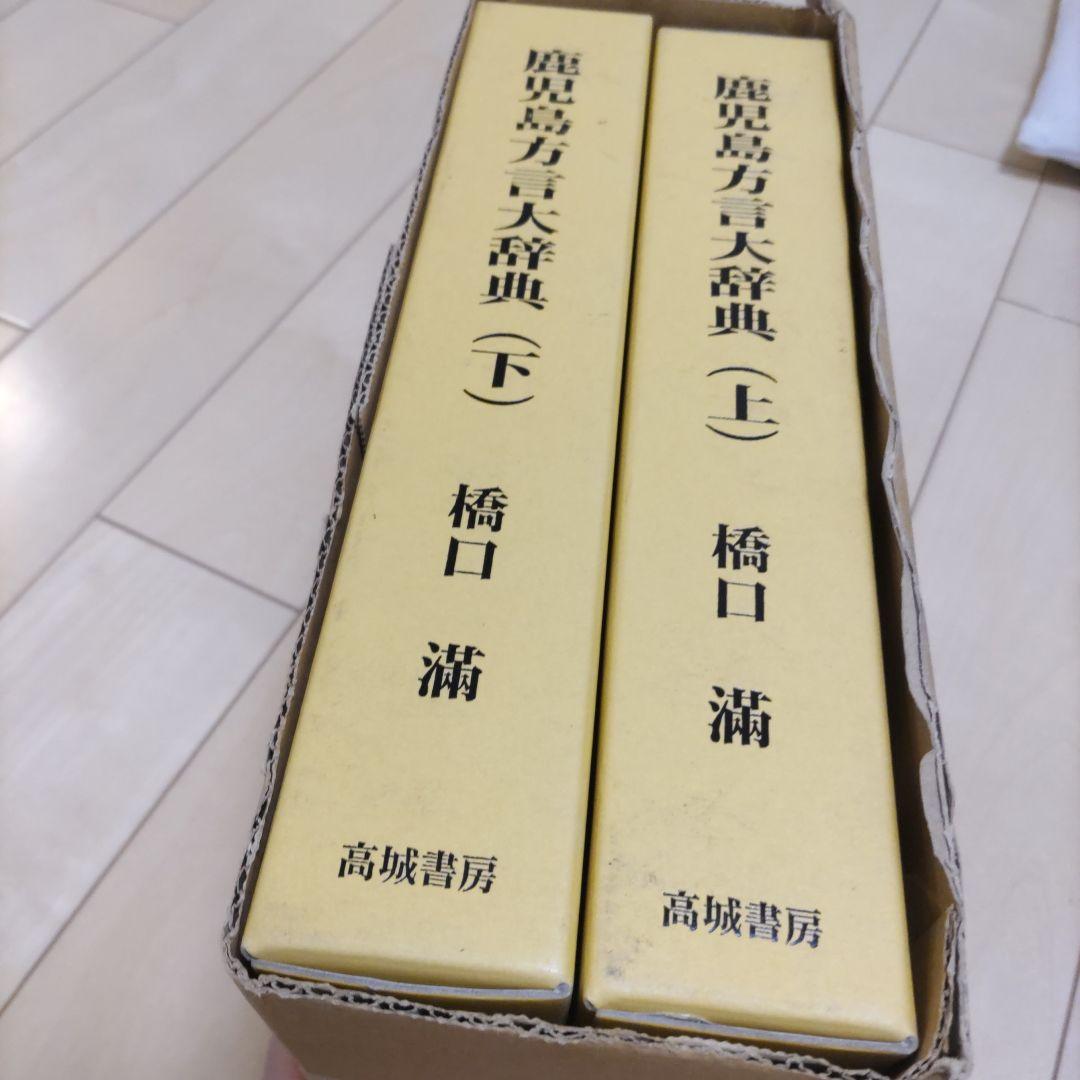 鹿児島方言大辞典（上）
橋口 滿
高城書房
鹿児島方言大辞典（下）
橋口 滿
高城書房